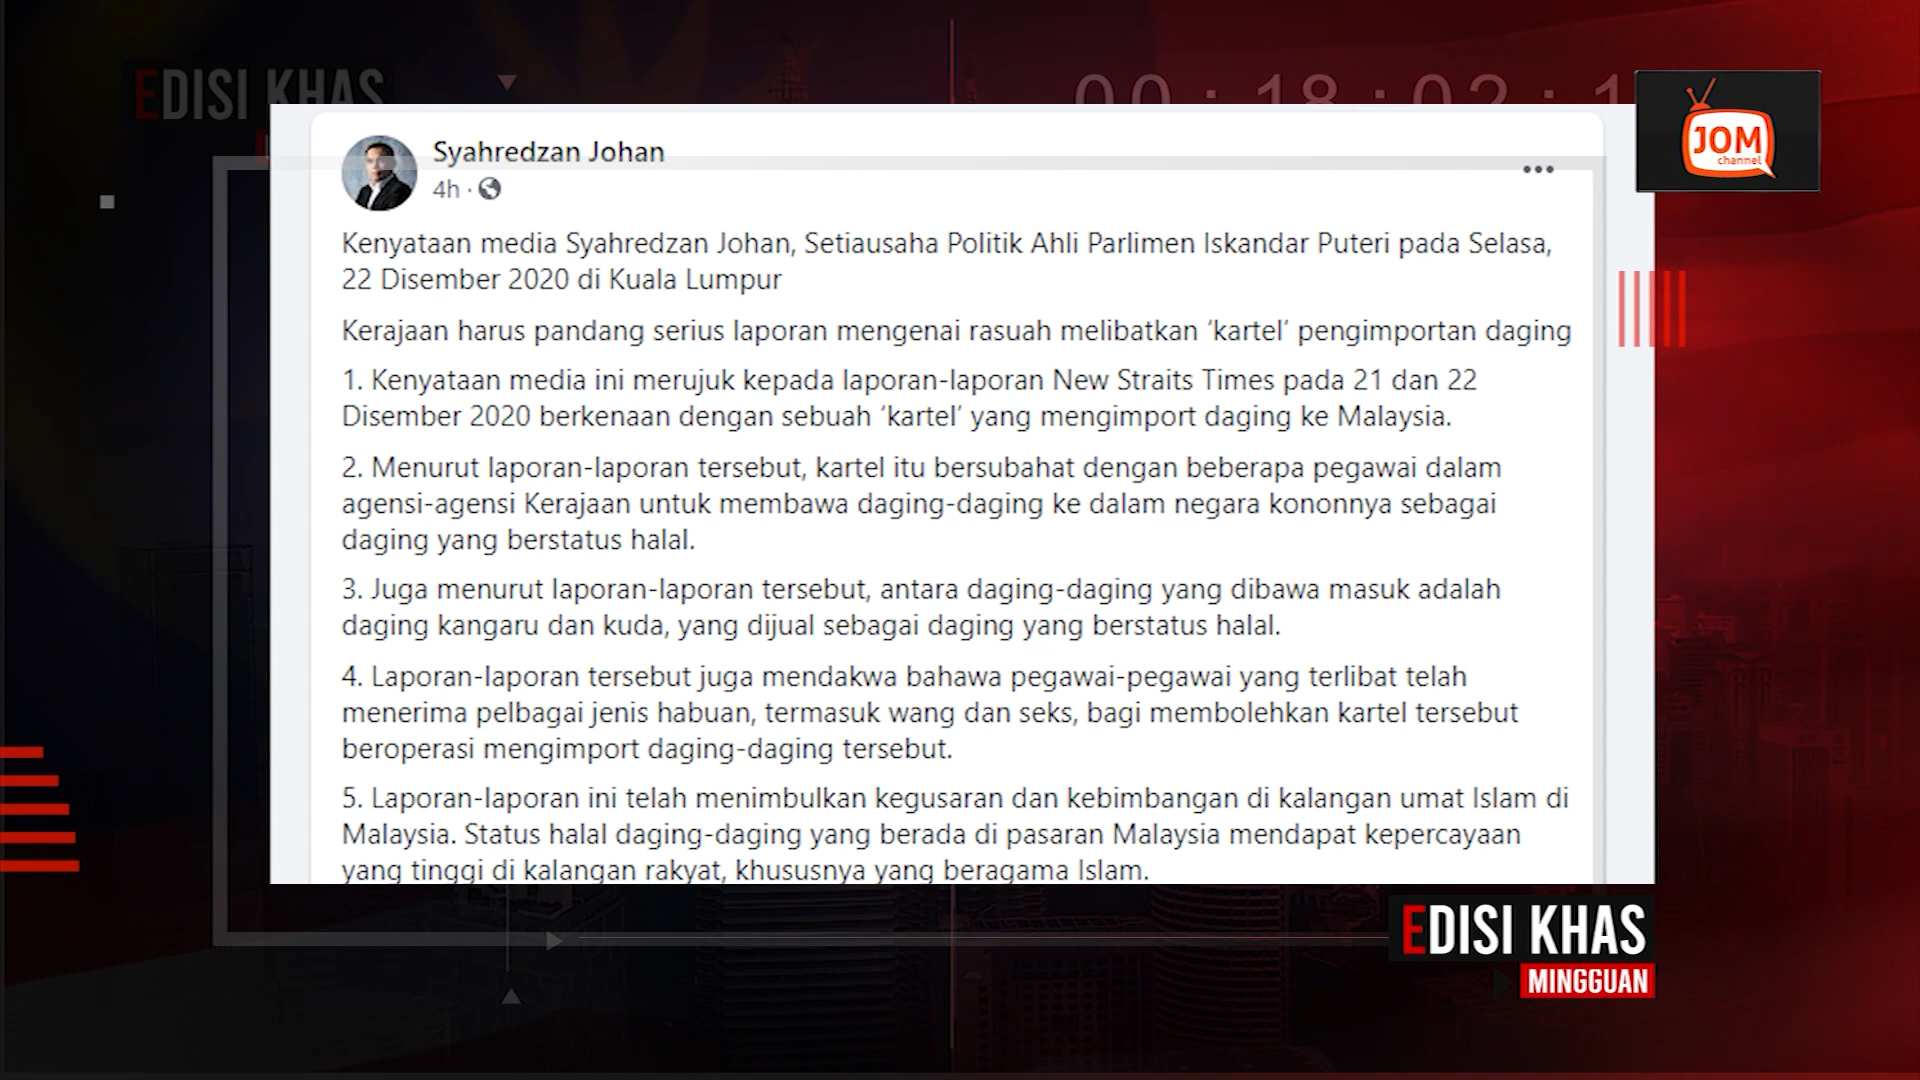 EDISI KHAS
00:18:02:1
JOM
channel
Syahredzan Johan
4h ·
Kenyataan media Syahredzan Johan, Setiausaha Politik Ahli Parlimen Iskandar Puteri pada Selasa,
22 Disember 2020 di Kuala Lumpur
Kerajaan harus pandang serius laporan mengenai rasuah melibatkan ‘kartel’ pengimportan daging
1. Kenyataan media ini merujuk kepada laporan-laporan New Straits Times pada 21 dan 22
Disember 2020 berkenaan dengan sebuah ‘kartel’ yang mengimport daging ke Malaysia.
2. Menurut laporan-laporan tersebut, kartel itu bersubahat dengan beberapa pegawai dalam
agensi-agensi Kerajaan untuk membawa daging-daging ke dalam negara kononnya sebagai
daging yang berstatus halal.
3. Juga menurut laporan-laporan tersebut, antara daging-daging yang dibawa masuk adalah
daging kangaru dan kuda, yang dijual sebagai daging yang berstatus halal.
4. Laporan-laporan tersebut juga mendakwa bahawa pegawai-pegawai yang terlibat telah
menerima pelbagai jenis habuan, termasuk wang dan seks, bagi membolehkan kartel tersebut
beroperasi mengimport daging-daging tersebut.
5. Laporan-laporan ini telah menimbulkan kegusaran dan kebimbangan di kalangan umat Islam di
Malaysia. Status halal daging-daging yang berada di pasaran Malaysia mendapat kepercayaan
yang tinggi di kalangan rakyat, khususnya yang beragama Islam.
EDISI KHAS
MINGGUAN